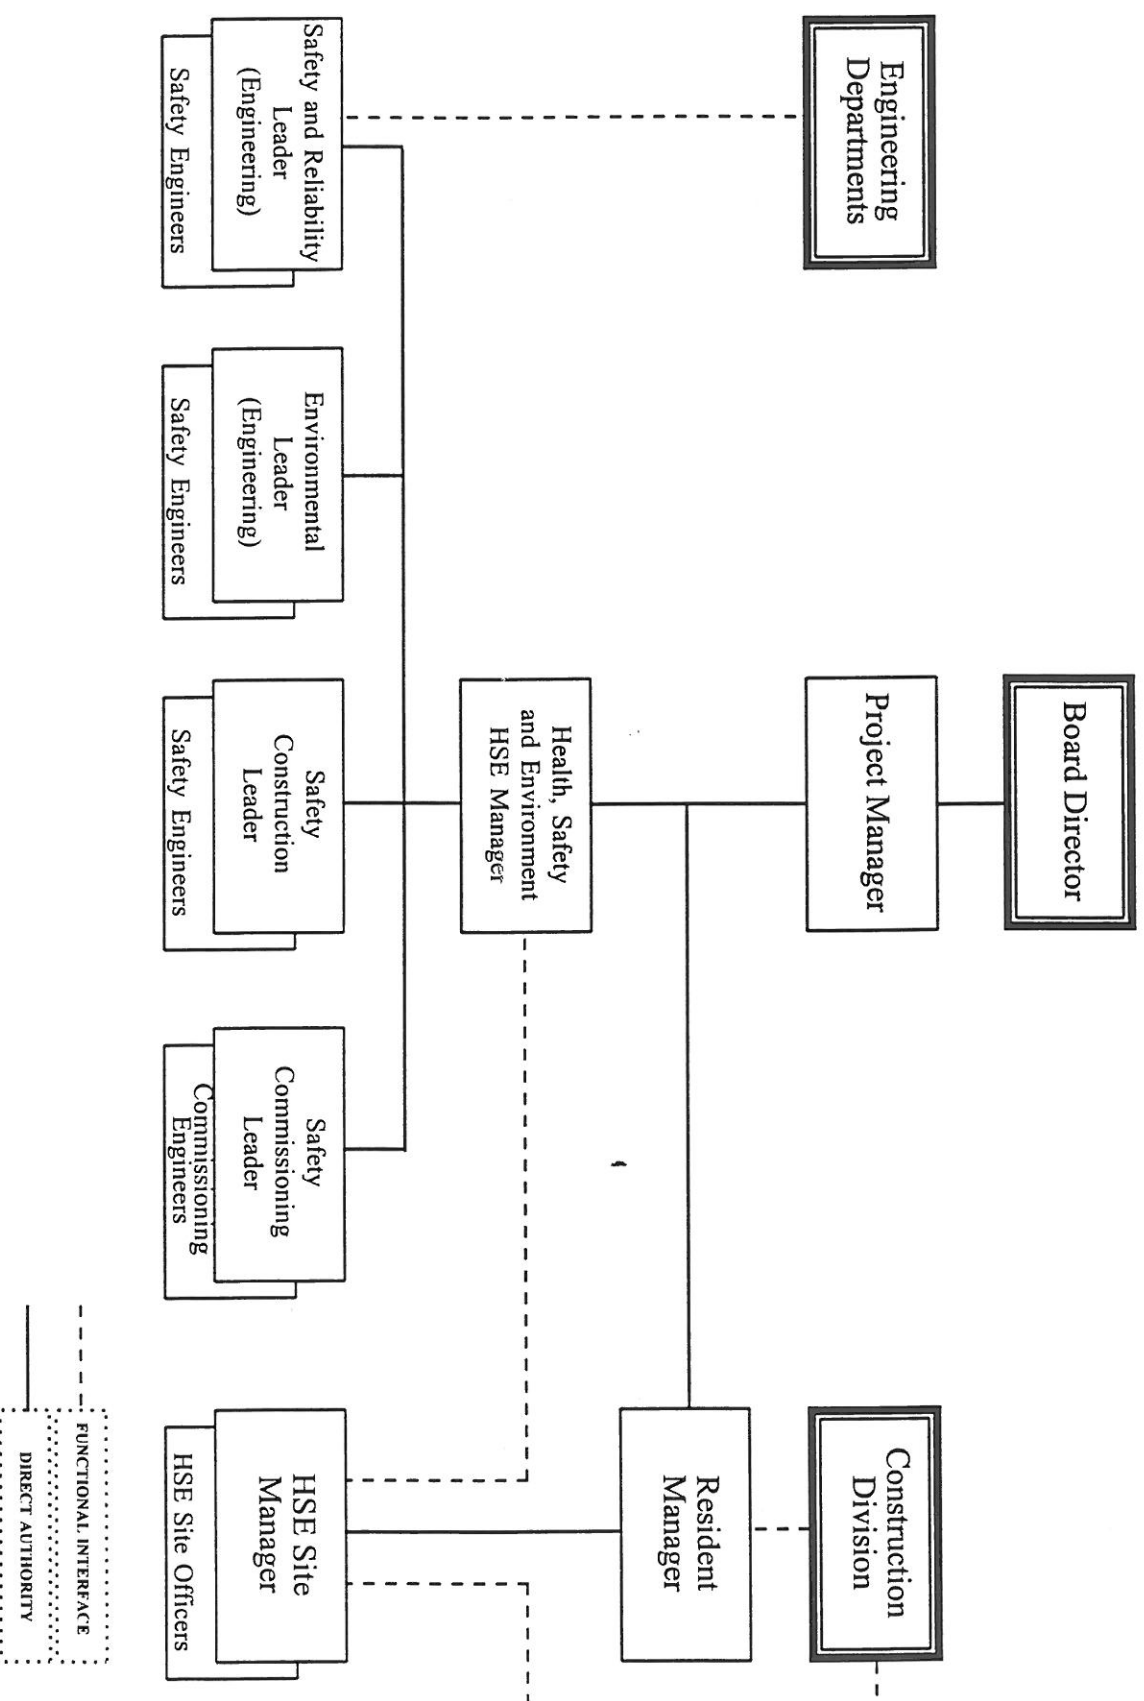 Board Director
Engineering
Departments
Project Manager
Construction
Division
Resident
Manager
Health, Safety
and Environment
HSE Manager
Safety and Reliability
Leader
(Engineering)
Safety Engineers
Environmental
Leader
(Engineering)
Safety Engineers
Safety
Construction
Leader
Safety Engineers
Safety
Commissioning
Leader
Commissioning
Engineers
HSE Site
Manager
HSE Site Officers
FUNCTIONAL INTERFACE
DIRECT AUTHORITY